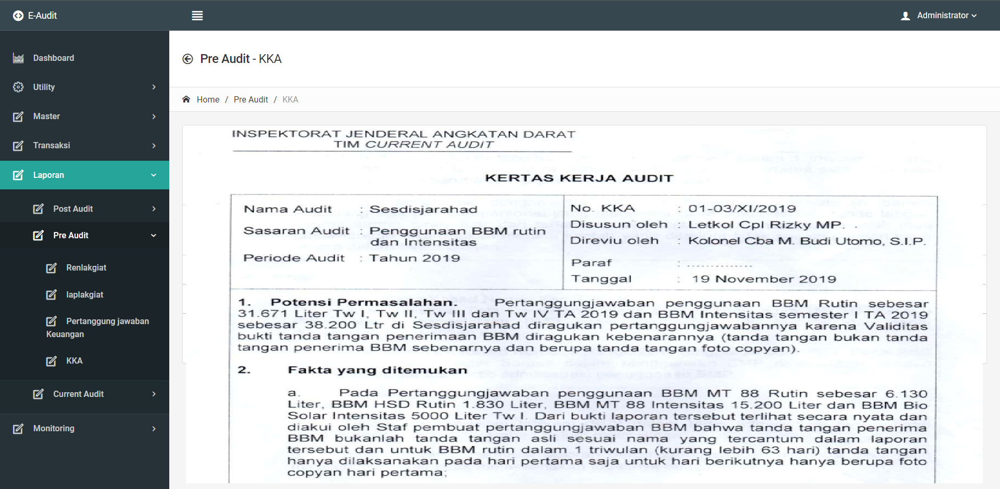 E-Audit
Administrator
Dashboard
Utility
Master
Transaksi
Laporan
Post Audit
Pre Audit
Renlakgiat
laplakgiat
Pertanggung jawaban
Keuangan
KKA
Current Audit
Monitoring
Pre Audit - KKA
Home / Pre Audit / KKA
INSPEKTORAT JENDERAL ANGKATAN DARAT
TIM CURRENT AUDIT
KERTAS KERJA AUDIT
Nama Audit : Sesdisjarahad
Sasaran Audit : Penggunaan BBM rutin
dan Intensitas
Periode Audit : Tahun 2019
No. KKA : 01-03/XI/2019
Disusun oleh : Letkol Cpl Rizky MP.
Direviu oleh : Kolonel Cba M. Budi Utomo, S.I.P.
Paraf : ..............
Tanggal : 19 November 2019
1. Potensi Permasalahan. Pertanggungjawaban penggunaan BBM Rutin sebesar
31.671 Liter Tw I, Tw II, Tw III dan Tw IV TA 2019 dan BBM Intensitas semester I TA 2019
sebesar 38.200 Ltr di Sesdisjarahad diragukan pertanggungjawabannya karena Validitas
bukti tanda tangan penerimaan BBM diragukan kebenarannya (tanda tangan bukan tanda
tangan penerima BBM sebenarnya dan berupa tanda tangan foto copyan).
2. Fakta yang ditemukan
a. Pada Pertanggungjawaban penggunaan BBM MT 88 Rutin sebesar 6.130
Liter, BBM HSD Rutin 1.830 Liter, BBM MT 88 Intensitas 15.200 Liter dan BBM Bio
Solar Intensitas 5000 Liter Tw I. Dari bukti laporan tersebut terlihat secara nyata dan
diakui oleh Staf pembuat pertanggungjawaban BBM bahwa tanda tangan penerima
BBM bukanlah tanda tangan asli sesuai nama yang tercantum dalam laporan
tersebut dan untuk BBM rutin dalam 1 triwulan (kurang lebih 63 hari) tanda tangan
hanya dilaksanakan pada hari pertama saja untuk hari berikutnya hanya berupa foto
copyan hari pertama;